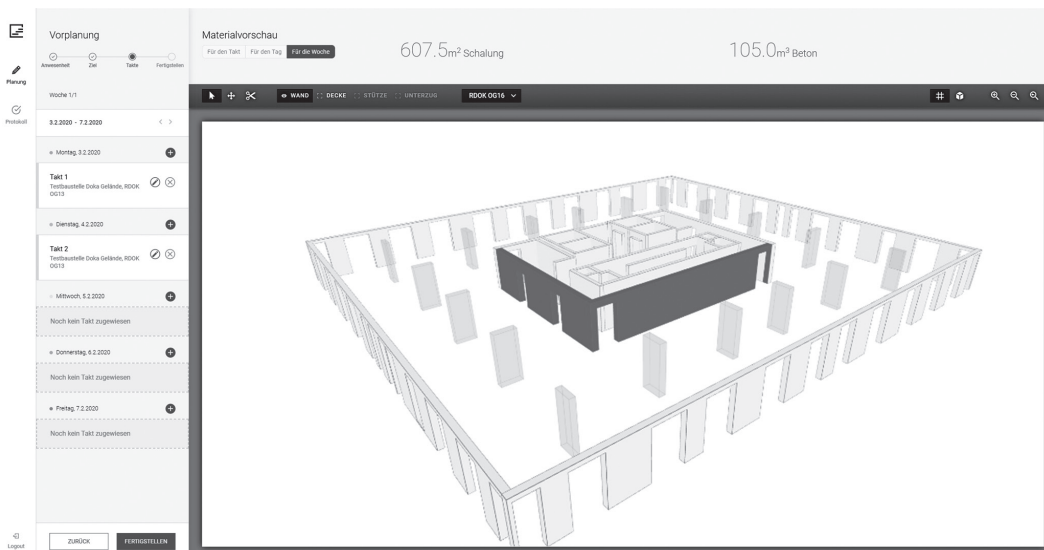 Planung
Protokoll
Logout
Vorplanung
Anwesenheit Ziel Takte Fertigstellen
Woche 1/1
3.2.2020 - 7.2.2020
Montag, 3.2.2020
Takt 1
Testbaustelle Doka Gelände, RDOK
OG13
Dienstag, 4.2.2020
Takt 2
Testbaustelle Doka Gelände, RDOK
OG13
Mittwoch, 5.2.2020
Noch kein Takt zugewiesen
Donnerstag, 6.2.2020
Noch kein Takt zugewiesen
Freitag, 7.2.2020
Noch kein Takt zugewiesen
ZURÜCK FERTIGSTELLEN
Materialvorschau
Für den Takt Für den Tag Für die Woche
607.5m² Schalung
105.0m³ Beton
WAND DECKE STÜTZE UNTERZUG RDOK OG16